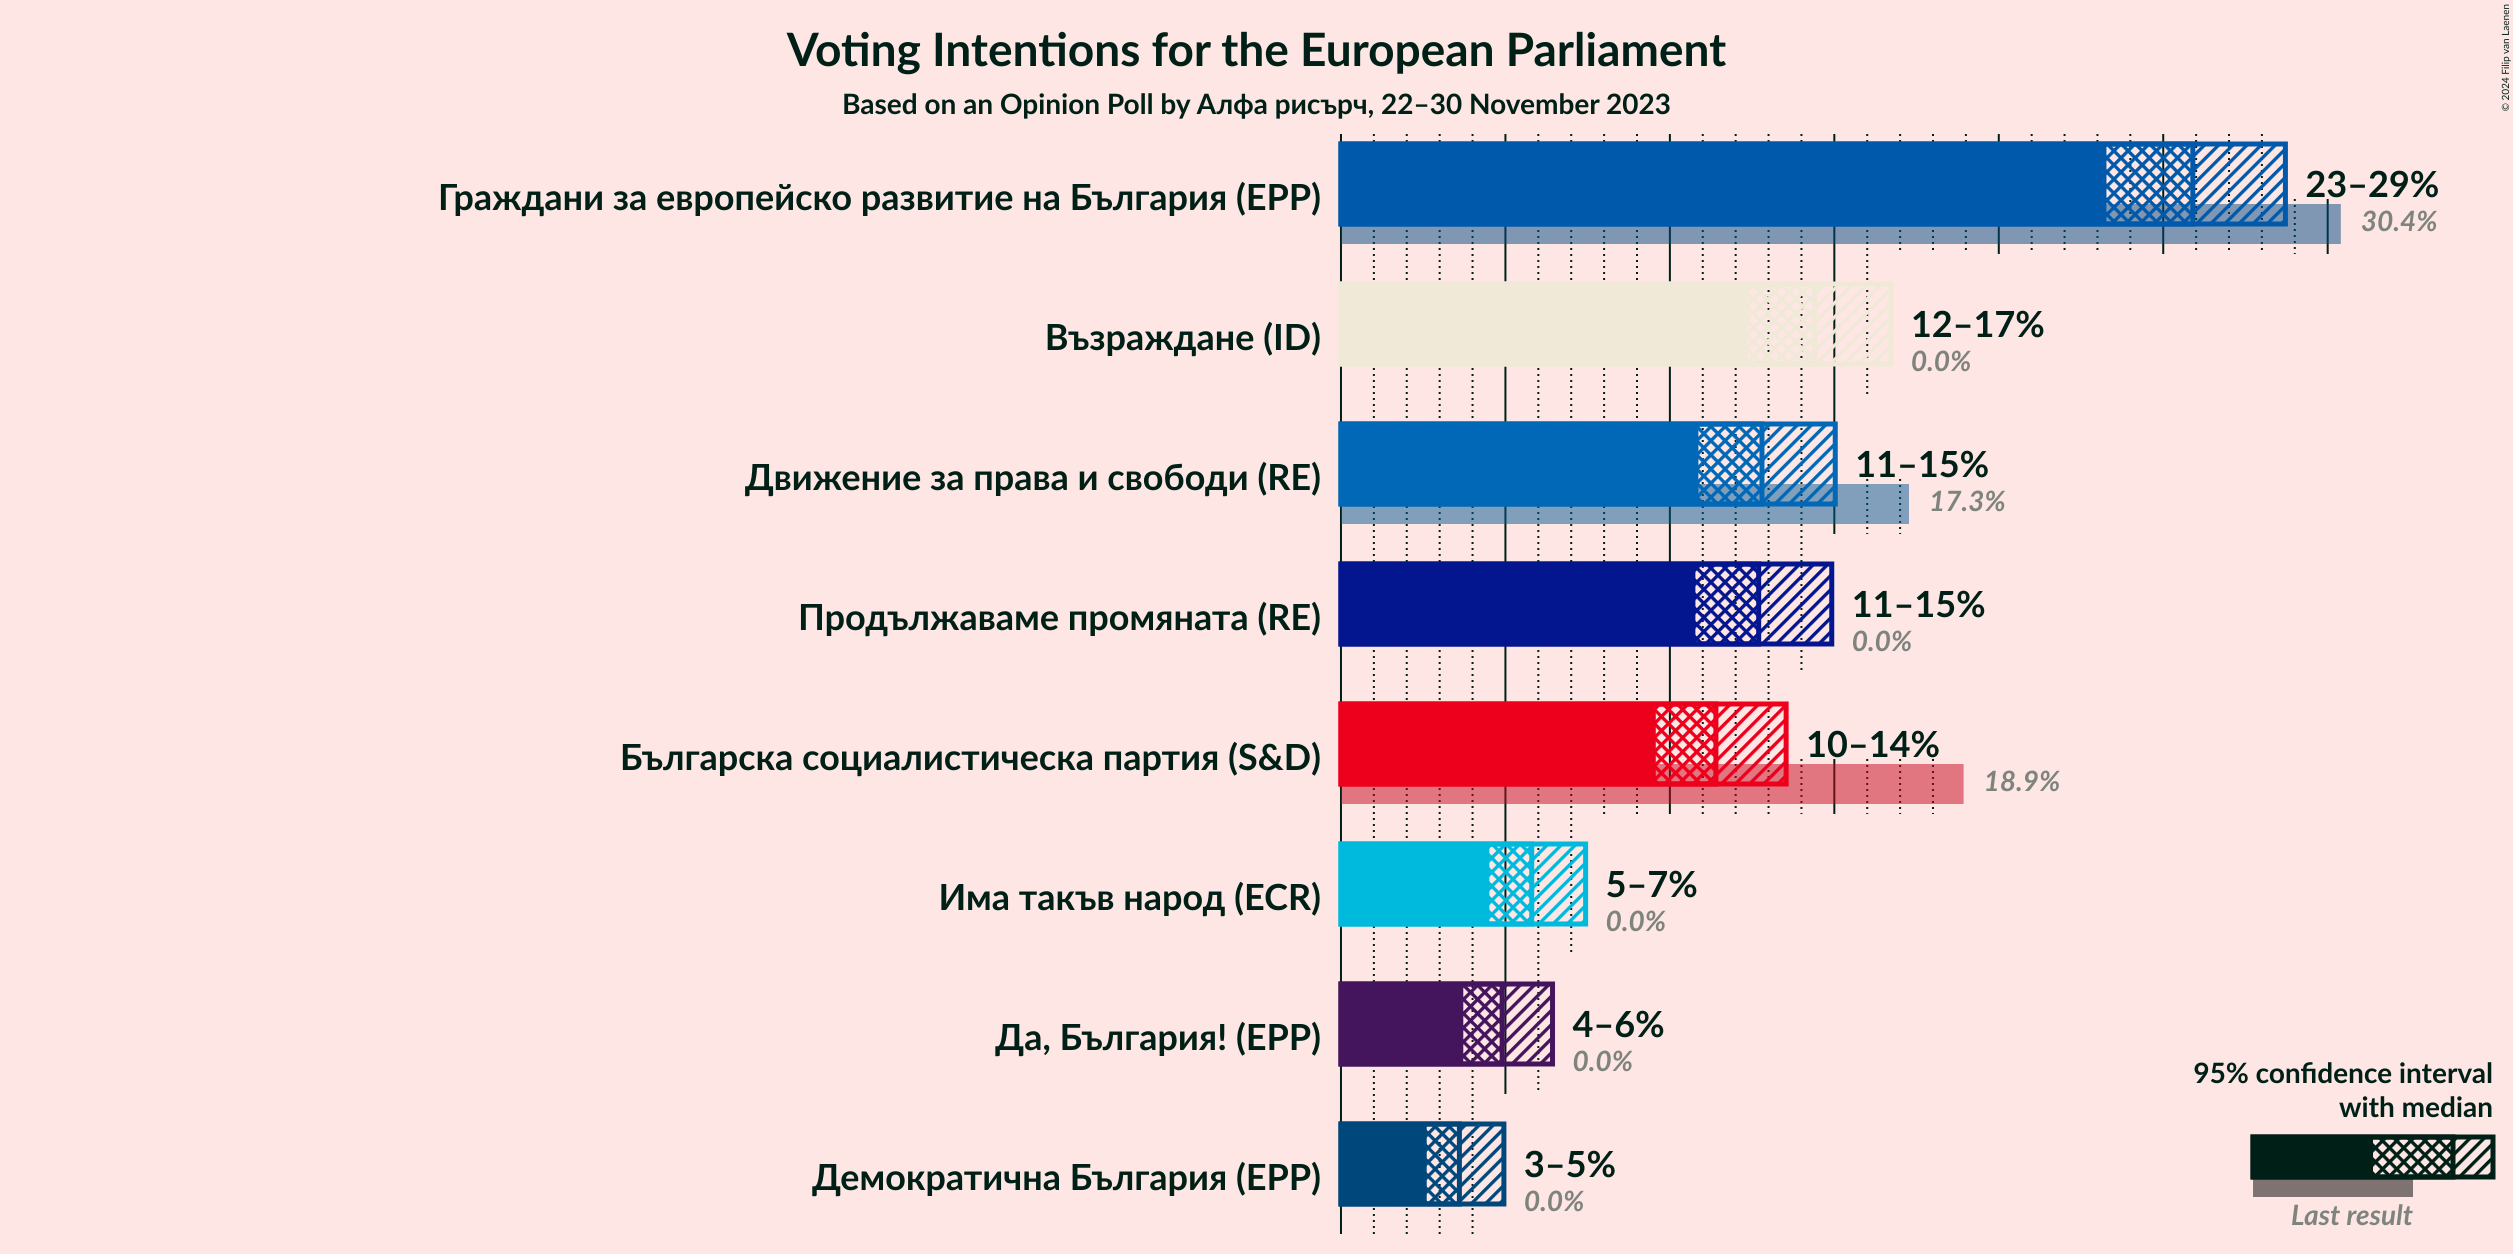 Voting Intentions for the European Parliament
Based on an Opinion Poll by Алфа рисърч, 22–30 November 2023
© 2024 Filip van Laenen
Граждани за европейско развитие на България (EPP)
23–29%
30.4%
Възраждане (ID)
12–17%
0.0%
Движение за права и свободи (RE)
11–15%
17.3%
Продължаваме промяната (RE)
11–15%
0.0%
Българска социалистическа партия (S&D)
10–14%
18.9%
Има такъв народ (ECR)
5–7%
0.0%
Да, България! (EPP)
4–6%
0.0%
Демократична България (EPP)
3–5%
0.0%
95% confidence interval
with median
Last result